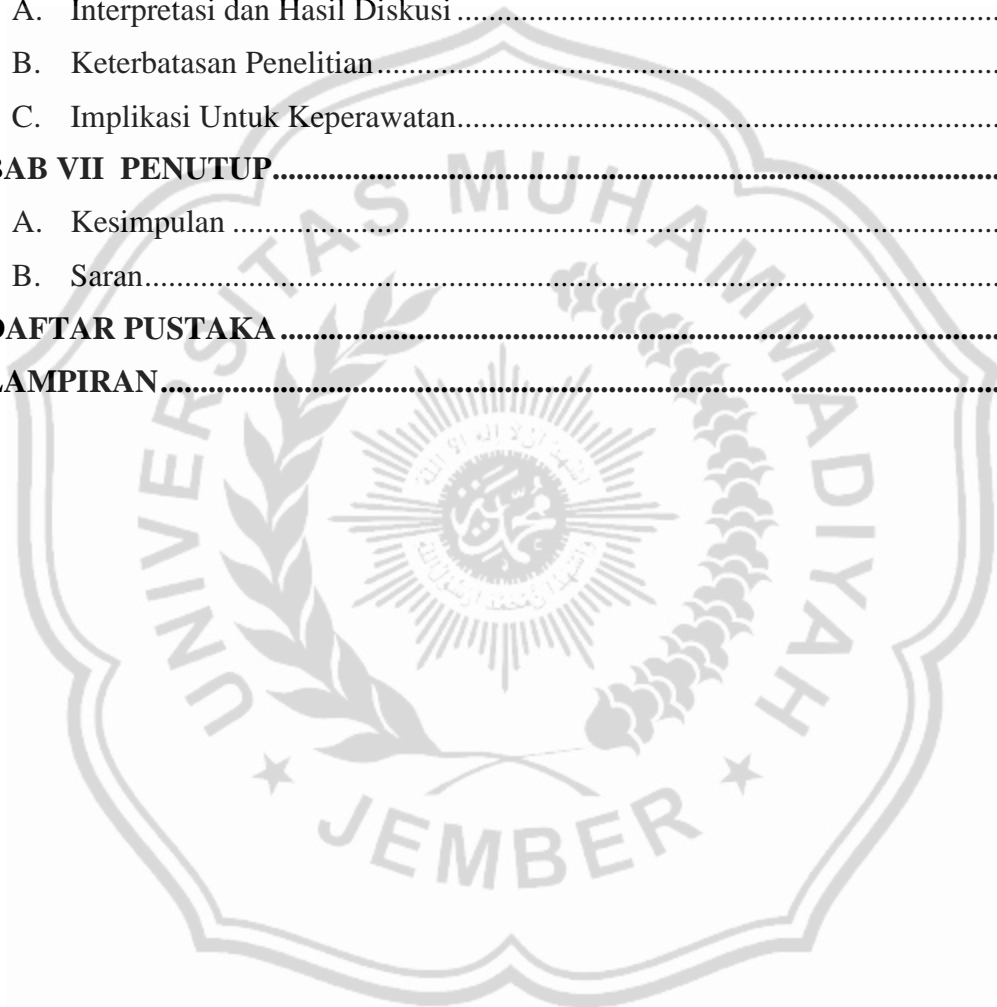 A. Interpretasi dan Hasil Diskusi ........................................................................
B. Keterbatasan Penelitian ..................................................................................
C. Implikasi Untuk Keperawatan........................................................................
BAB VII PENUTUP............................................................................................
A. Kesimpulan ....................................................................................................
B. Saran...............................................................................................................
DAFTAR PUSTAKA ..........................................................................................
LAMPIRAN.........................................................................................................
UNIVERSITAS MUHAMMADIYAH
JEMBER